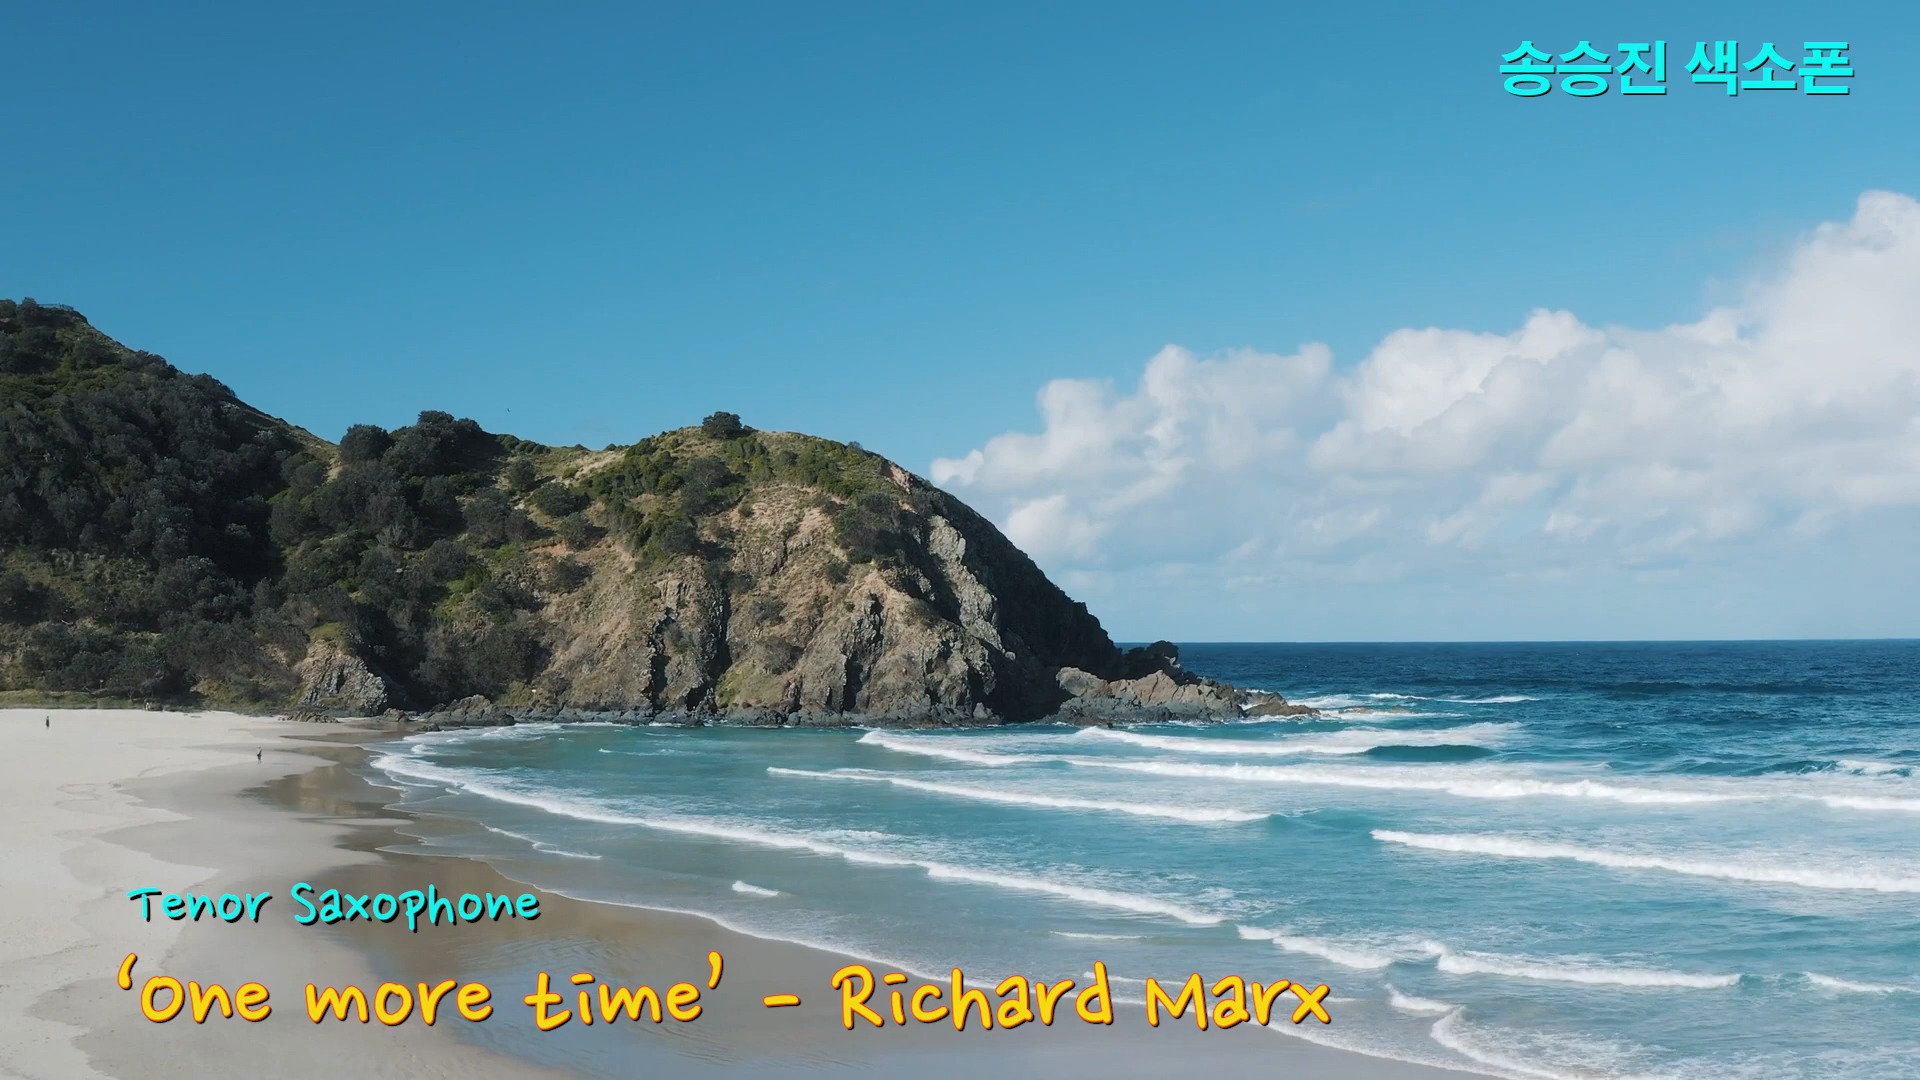 송승진 색소폰
Tenor Saxophone
‘One more time’ - Richard Marx